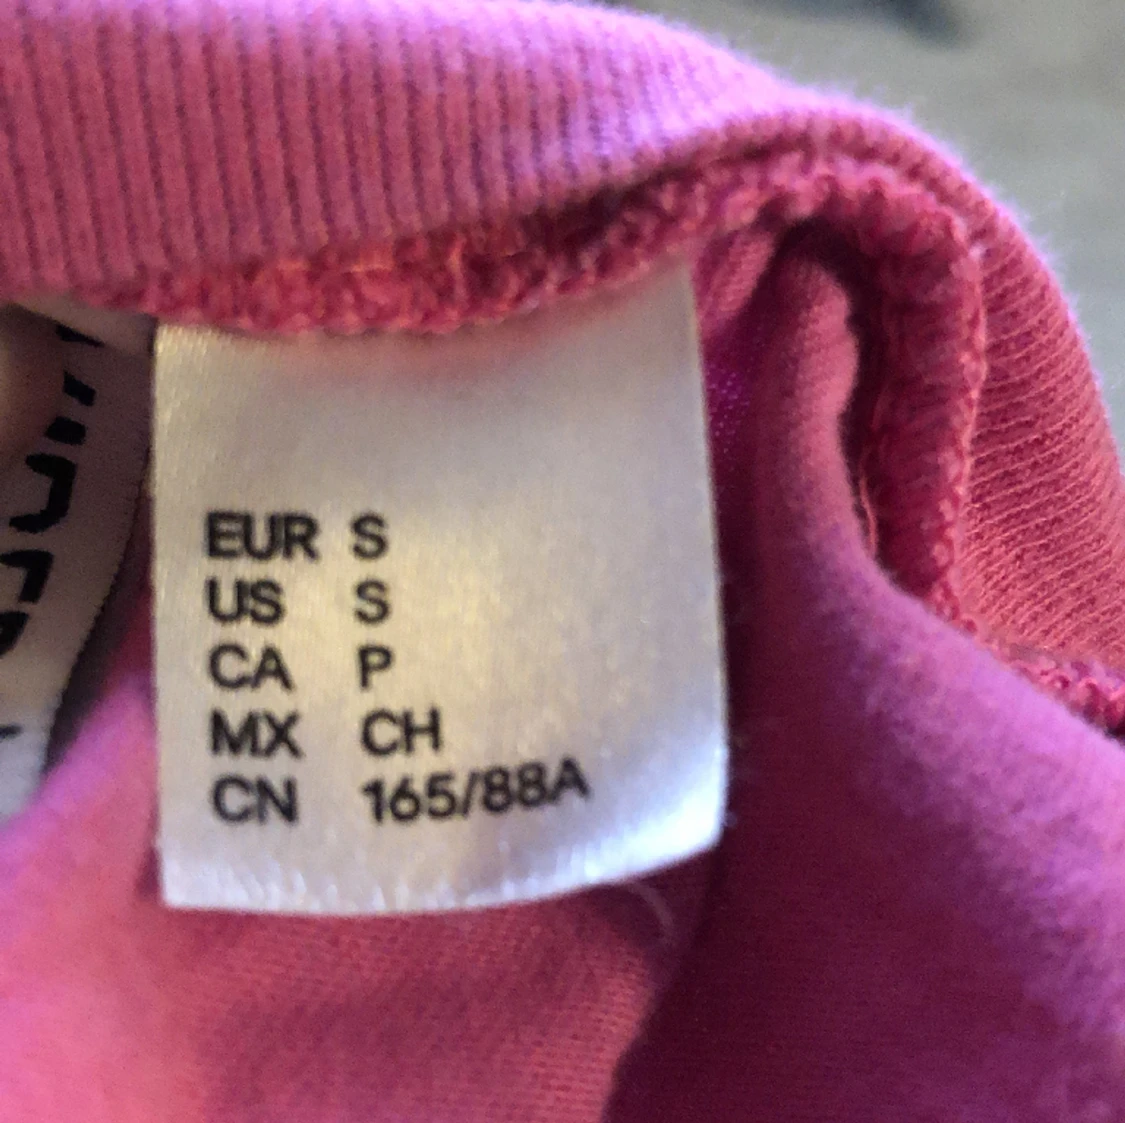 EUR S
US S
CA P
MX CH
CN 165/88A